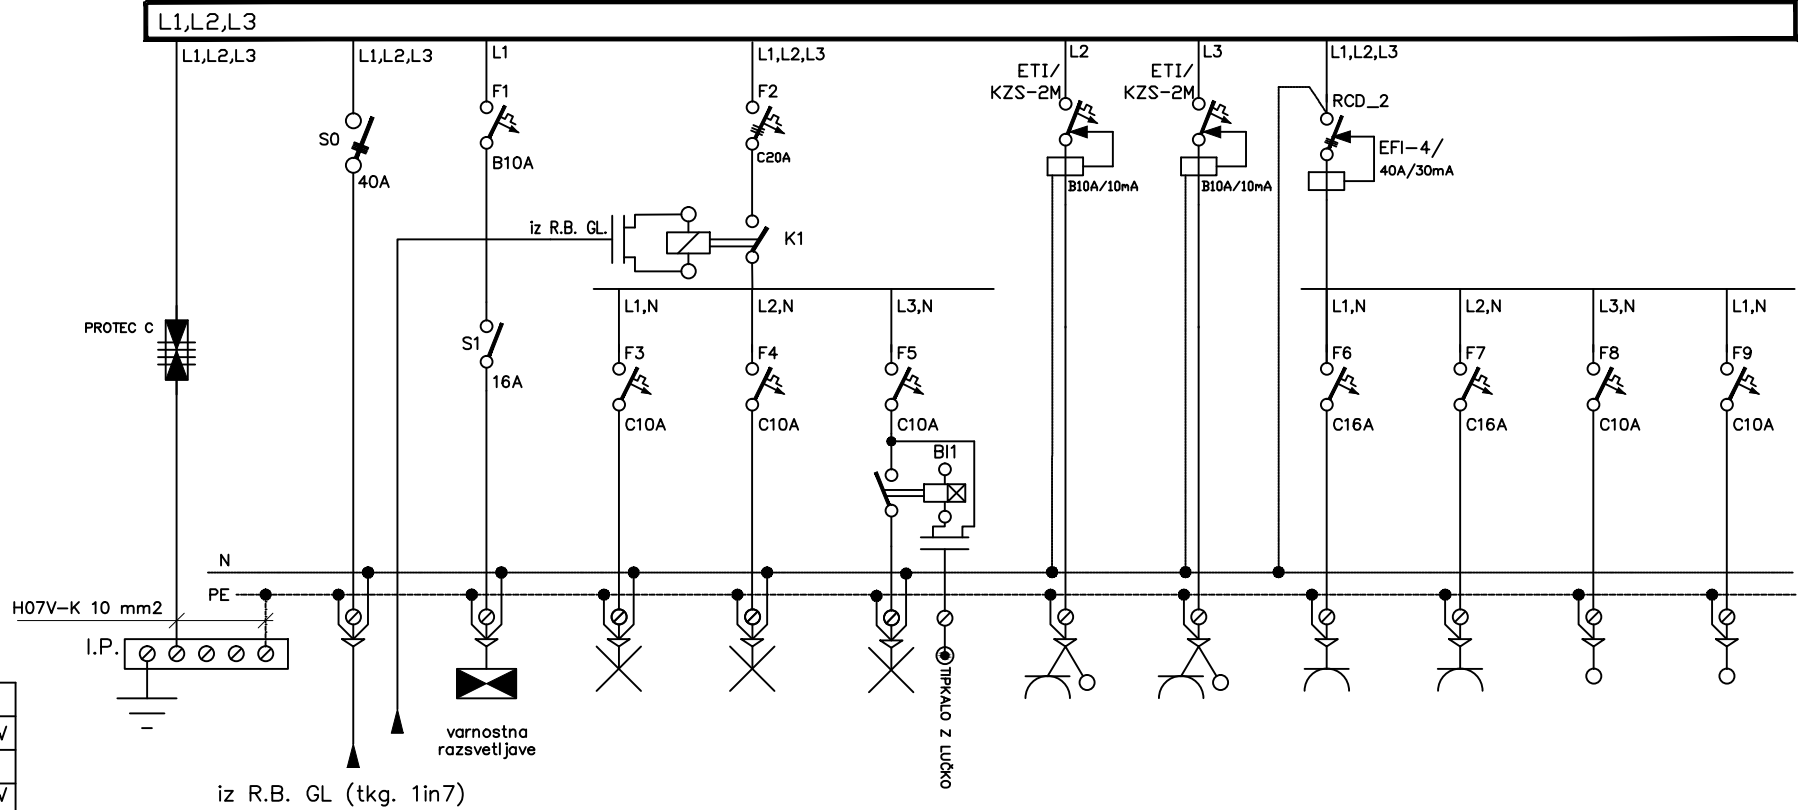 L1,L2,L3
L1,L2,L3
L1,L2,L3
L1
L1,L2,L3
L2
L3
L1,L2,L3
ETI/
KZS-2M
ETI/
KZS-2M
F1
F2
RCD_2
S0
B10A
C20A
40A
B10A/10mA
B10A/10mA
EFI-4/
40A/30mA
iz R.B. GL.
K1
L1,N
L2,N
L3,N
L1,N
L2,N
L3,N
L1,N
PROTEC C
S1
16A
F3
F4
F5
F6
F7
F8
F9
C10A
C10A
C10A
C16A
C16A
C10A
C10A
BI1
N
PE
H07V-K 10 mm2
I.P.
TIPKALO Z LUČKO
varnostna
razsvetljave
iz R.B. GL (tkg. 1in7)
V
V